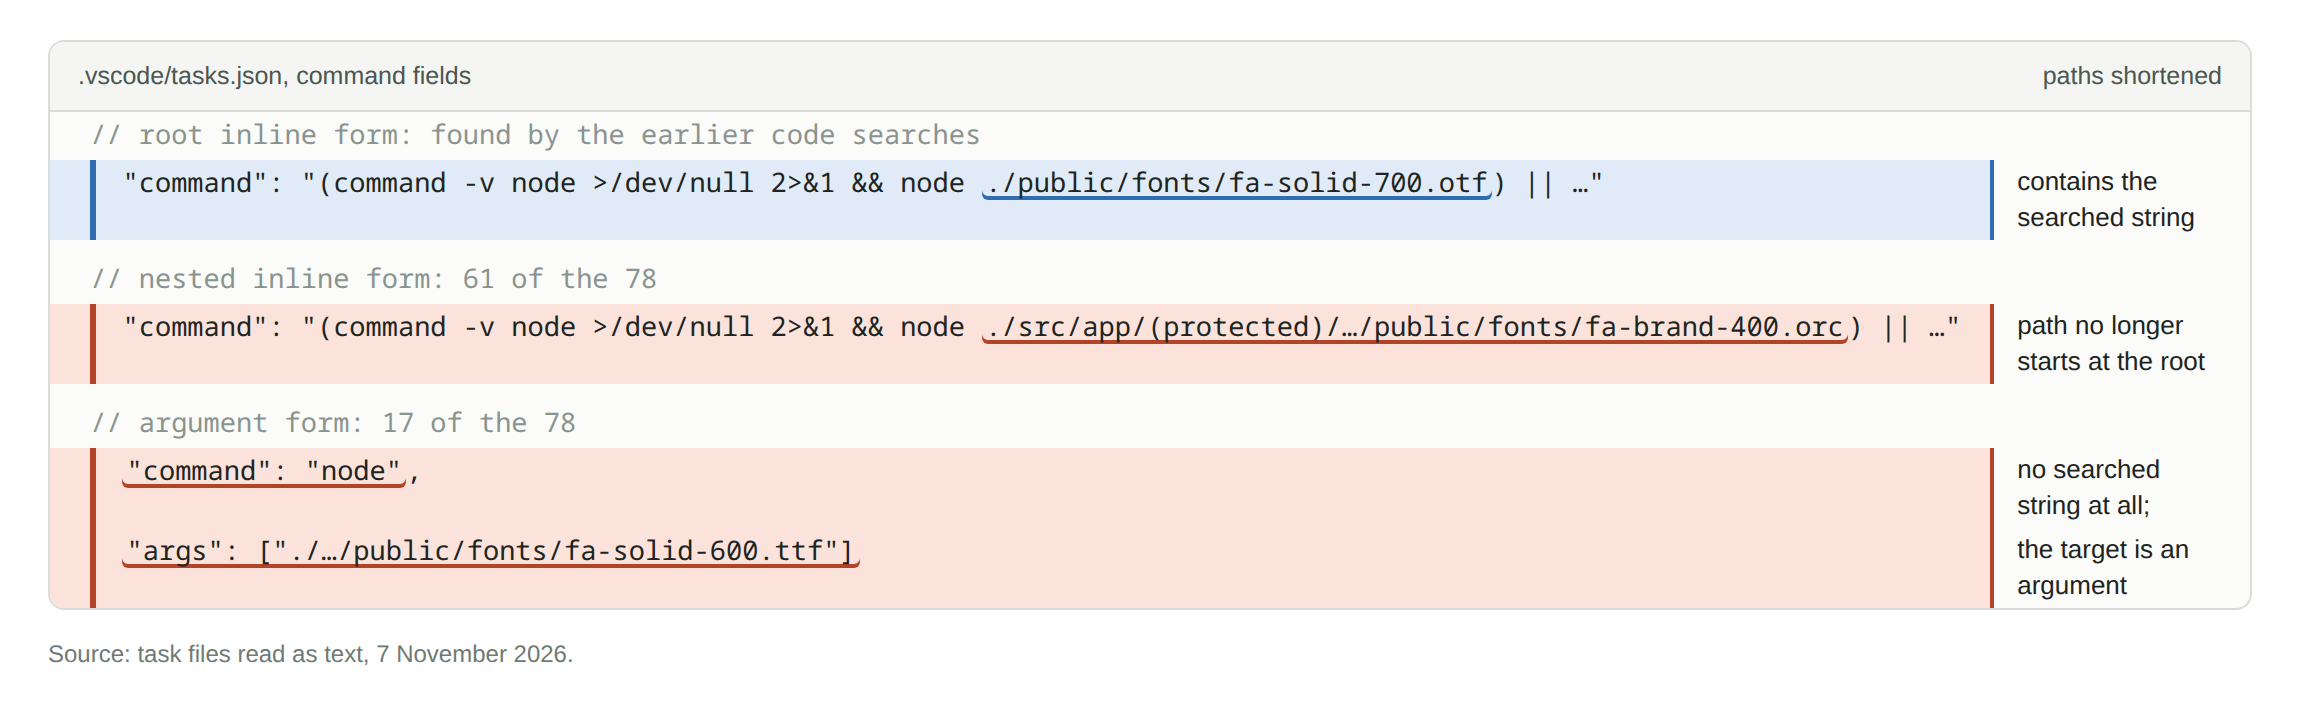 .vscode/tasks.json, command fields
paths shortened
// root inline form: found by the earlier code searches
"command": "(command -v node >/dev/null 2>&1 && node ./public/fonts/fa-solid-700.otf) || …"
contains the
searched string
// nested inline form: 61 of the 78
"command": "(command -v node >/dev/null 2>&1 && node ./src/app/(protected)/…/public/fonts/fa-brand-400.orc) || …"
path no longer
starts at the root
// argument form: 17 of the 78
"command": "node",
no searched
string at all;
"args": ["./…/public/fonts/fa-solid-600.ttf"]
the target is an
argument
Source: task files read as text, 7 November 2026.